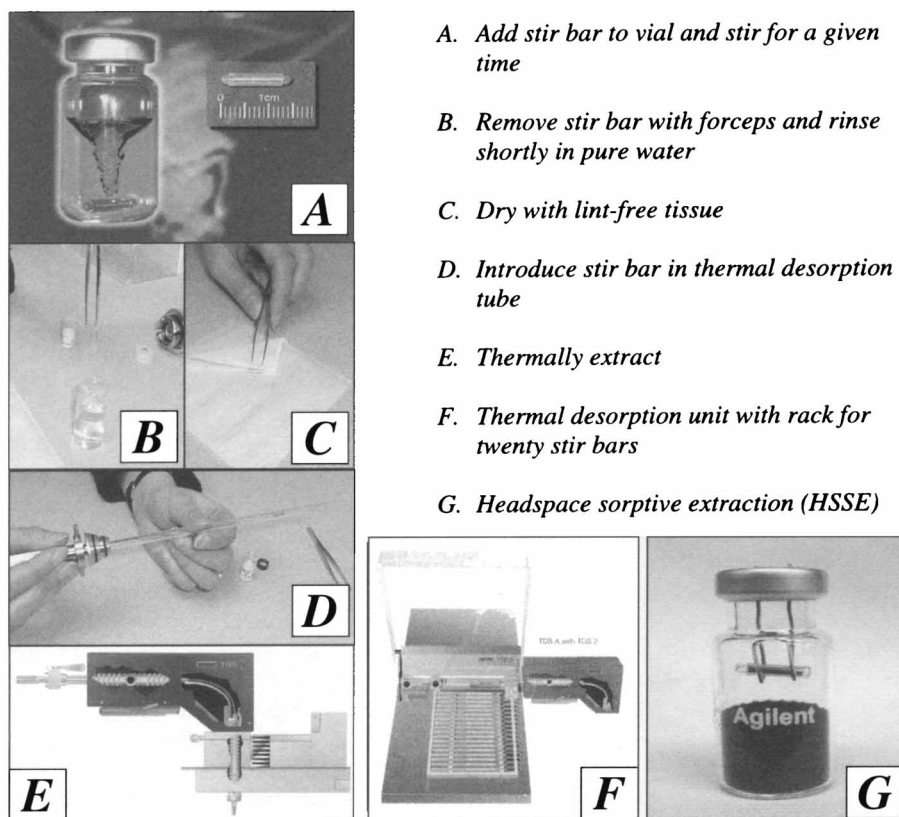 A. Add stir bar to vial and stir for a given
time
B. Remove stir bar with forceps and rinse
shortly in pure water
C. Dry with lint-free tissue
D. Introduce stir bar in thermal desorption
tube
E. Thermally extract
F. Thermal desorption unit with rack for
twenty stir bars
G. Headspace sorptive extraction (HSSE)
0 1cm
A
B
C
D
E
TDS A with TDS 2
F
Agilent
G